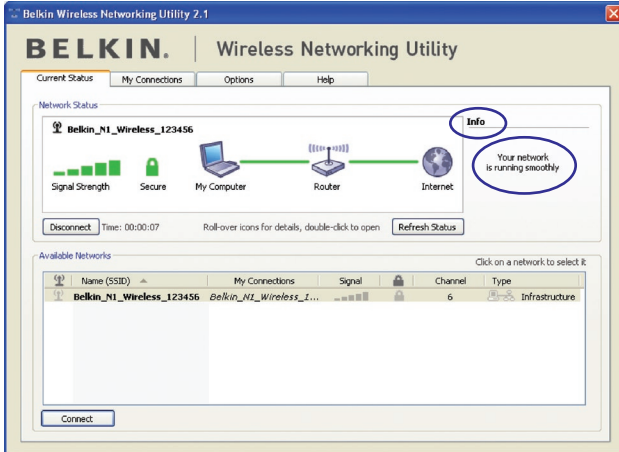 Belkin Wireless Networking Utility 2.1
BELKIN. Wireless Networking Utility
Current Status My Connections Options Help
Network Status
Belkin_N1_Wireless_123456
Info
Your network
is running smoothly
Signal Strength Secure My Computer Router Internet
Disconnect Time: 00:00:07 Roll-over icons for details, double-click to open Refresh Status
Available Networks
Click on a network to select it
Name (SSID) My Connections Signal Channel Type
Belkin_N1_Wireless_123456 Belkin_N1_Wireless_1... 6 Infrastructure
Connect